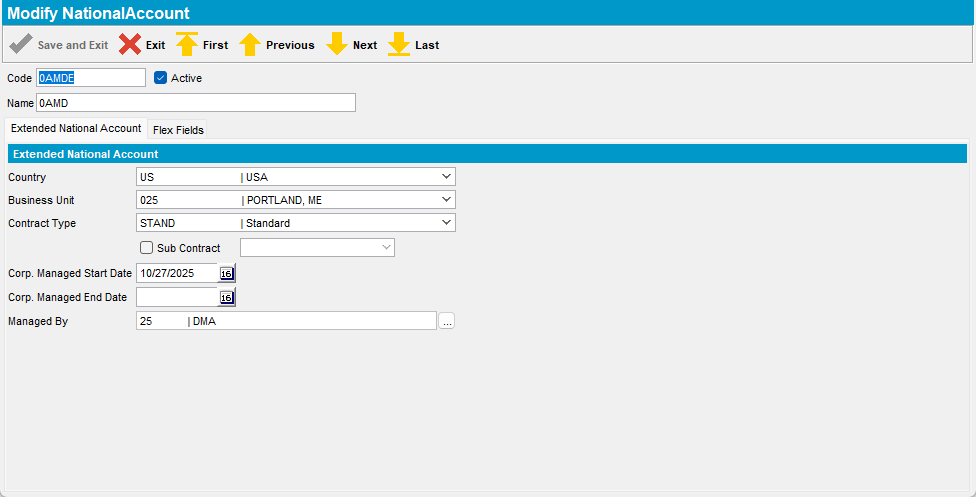 Modify NationalAccount
Save and Exit Exit First Previous Next Last
Code 0AMDE Active
Name 0AMD
Extended National Account Flex Fields
Extended National Account
Country US | USA
Business Unit 025 | PORTLAND, ME
Contract Type STAND | Standard
Sub Contract
Corp. Managed Start Date 10/27/2025 16
Corp. Managed End Date 16
Managed By 25 | DMA ...